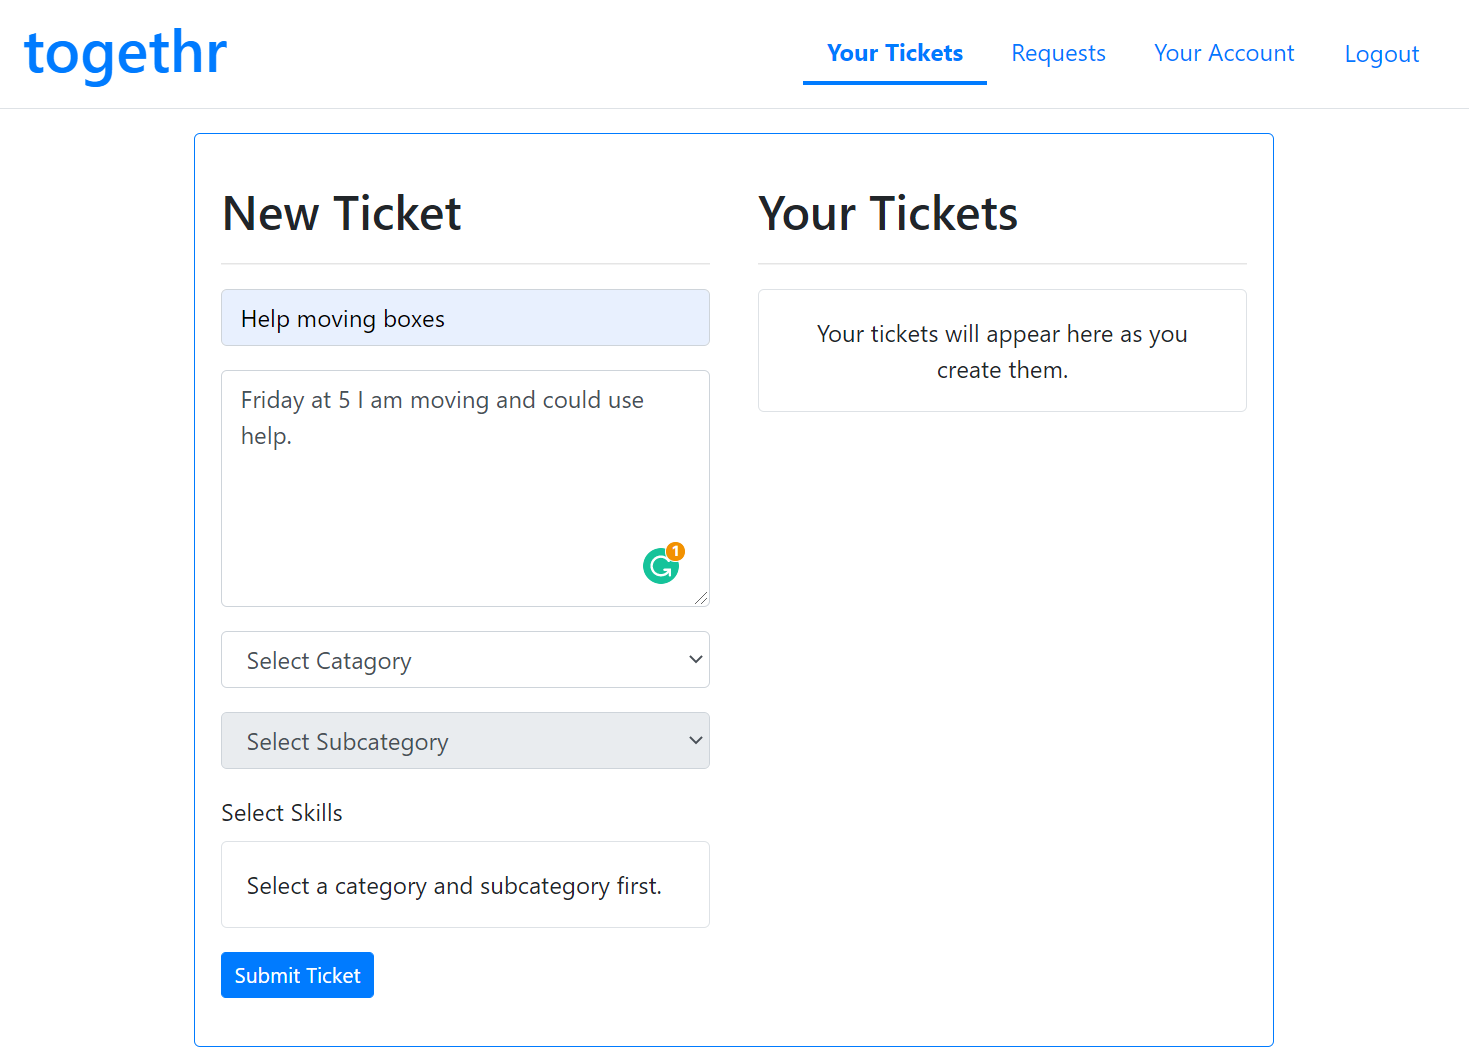 togethr
Your Tickets
Requests
Your Account
Logout
New Ticket
Help moving boxes
Friday at 5 I am moving and could use
help.
1
Select Catagory
Select Subcategory
Select Skills
Select a category and subcategory first.
Submit Ticket
Your Tickets
Your tickets will appear here as you
create them.